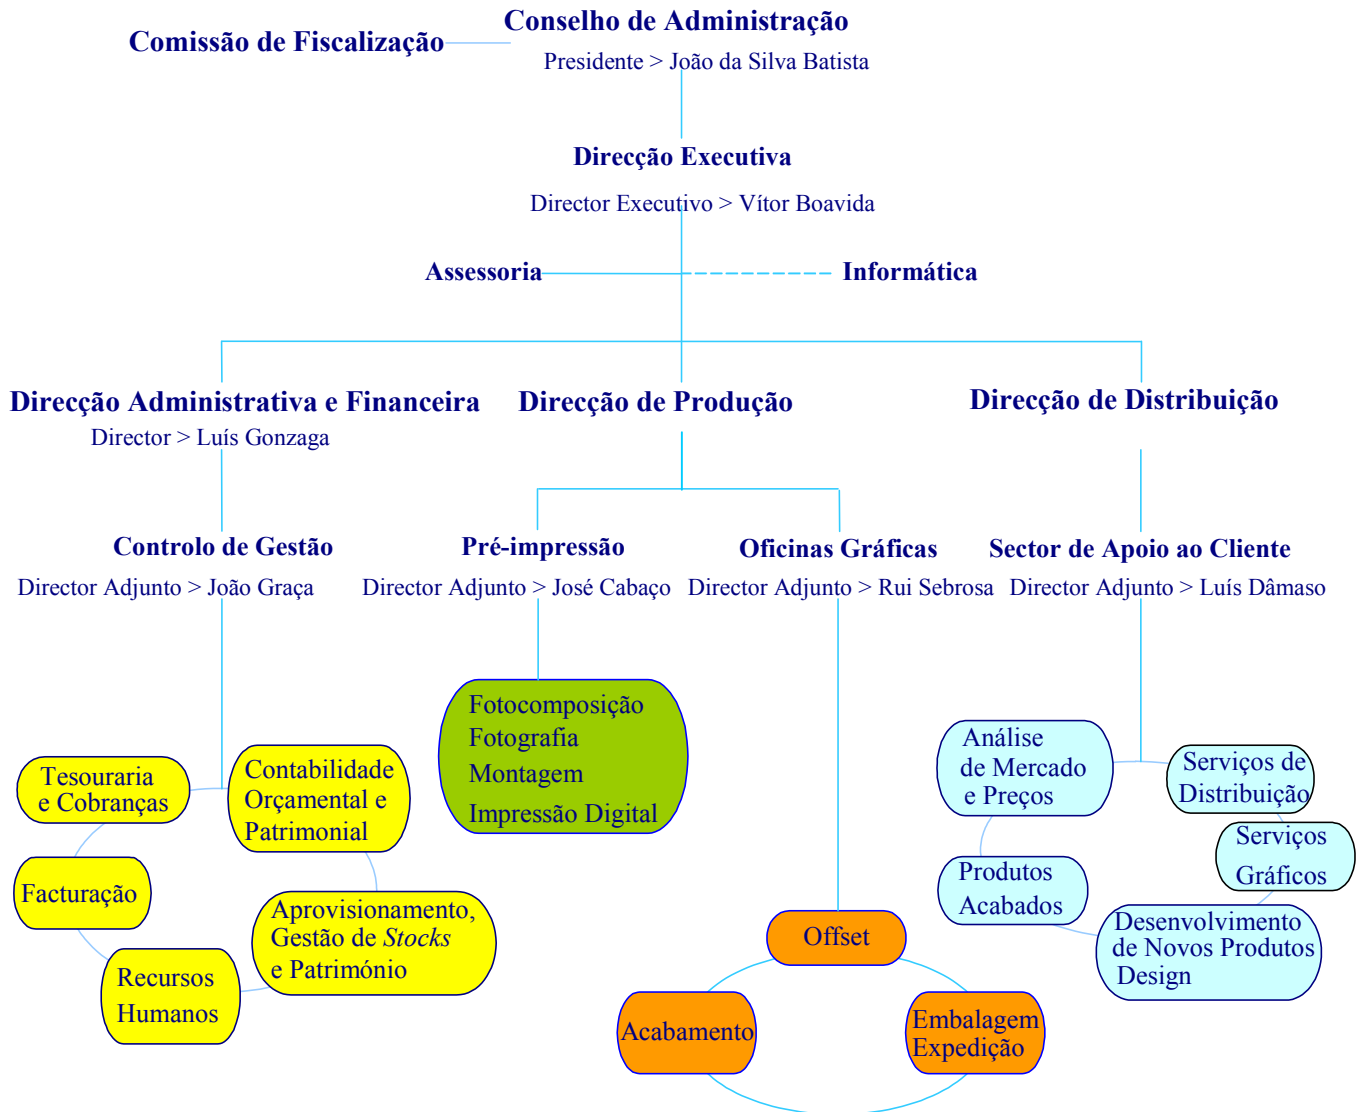 Conselho de Administração
Comissão de Fiscalização
Presidente > João da Silva Batista
Direcção Executiva
Director Executivo > Vítor Boavida
Assessoria
Informática
Direcção Administrativa e Financeira
Director > Luís Gonzaga
Direcção de Produção
Direcção de Distribuição
Controlo de Gestão
Director Adjunto > João Graça
Pré-impressão
Director Adjunto > José Cabaço
Oficinas Gráficas
Director Adjunto > Rui Sebrosa
Sector de Apoio ao Cliente
Director Adjunto > Luís Dâmaso
Tesouraria
e Cobranças
Contabilidade
Orçamental e
Patrimonial
Facturação
Aprovisionamento,
Gestão de Stocks
e Património
Recursos
Humanos
Fotocomposição
Fotografia
Montagem
Impressão Digital
Offset
Acabamento
Embalagem
Expedição
Análise
de Mercado
e Preços
Serviços de
Distribuição
Serviços
Gráficos
Produtos
Acabados
Desenvolvimento
de Novos Produtos
Design